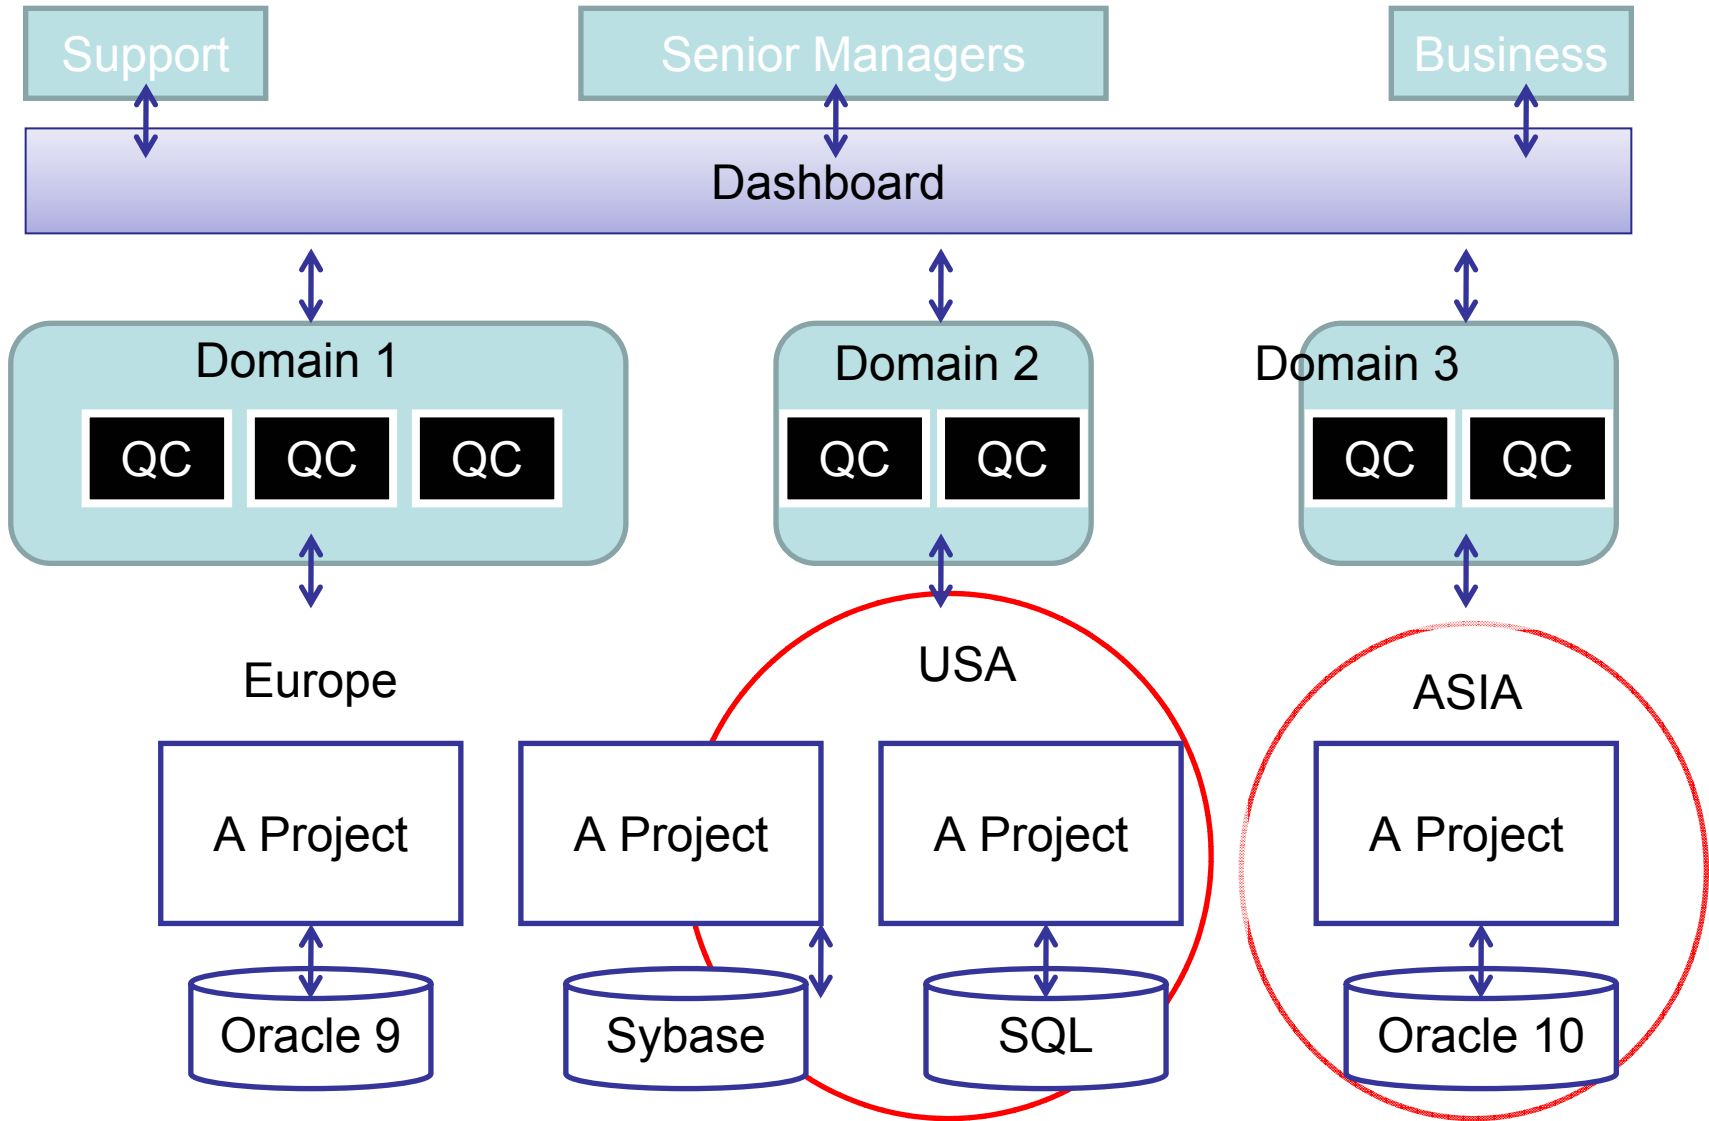 Support
Senior Managers
Business
Dashboard
Domain 1
Domain 2
Domain 3
QC
QC
QC
QC
QC
QC
QC
Europe
USA
ASIA
A Project
A Project
A Project
A Project
Oracle 9
Sybase
SQL
Oracle 10